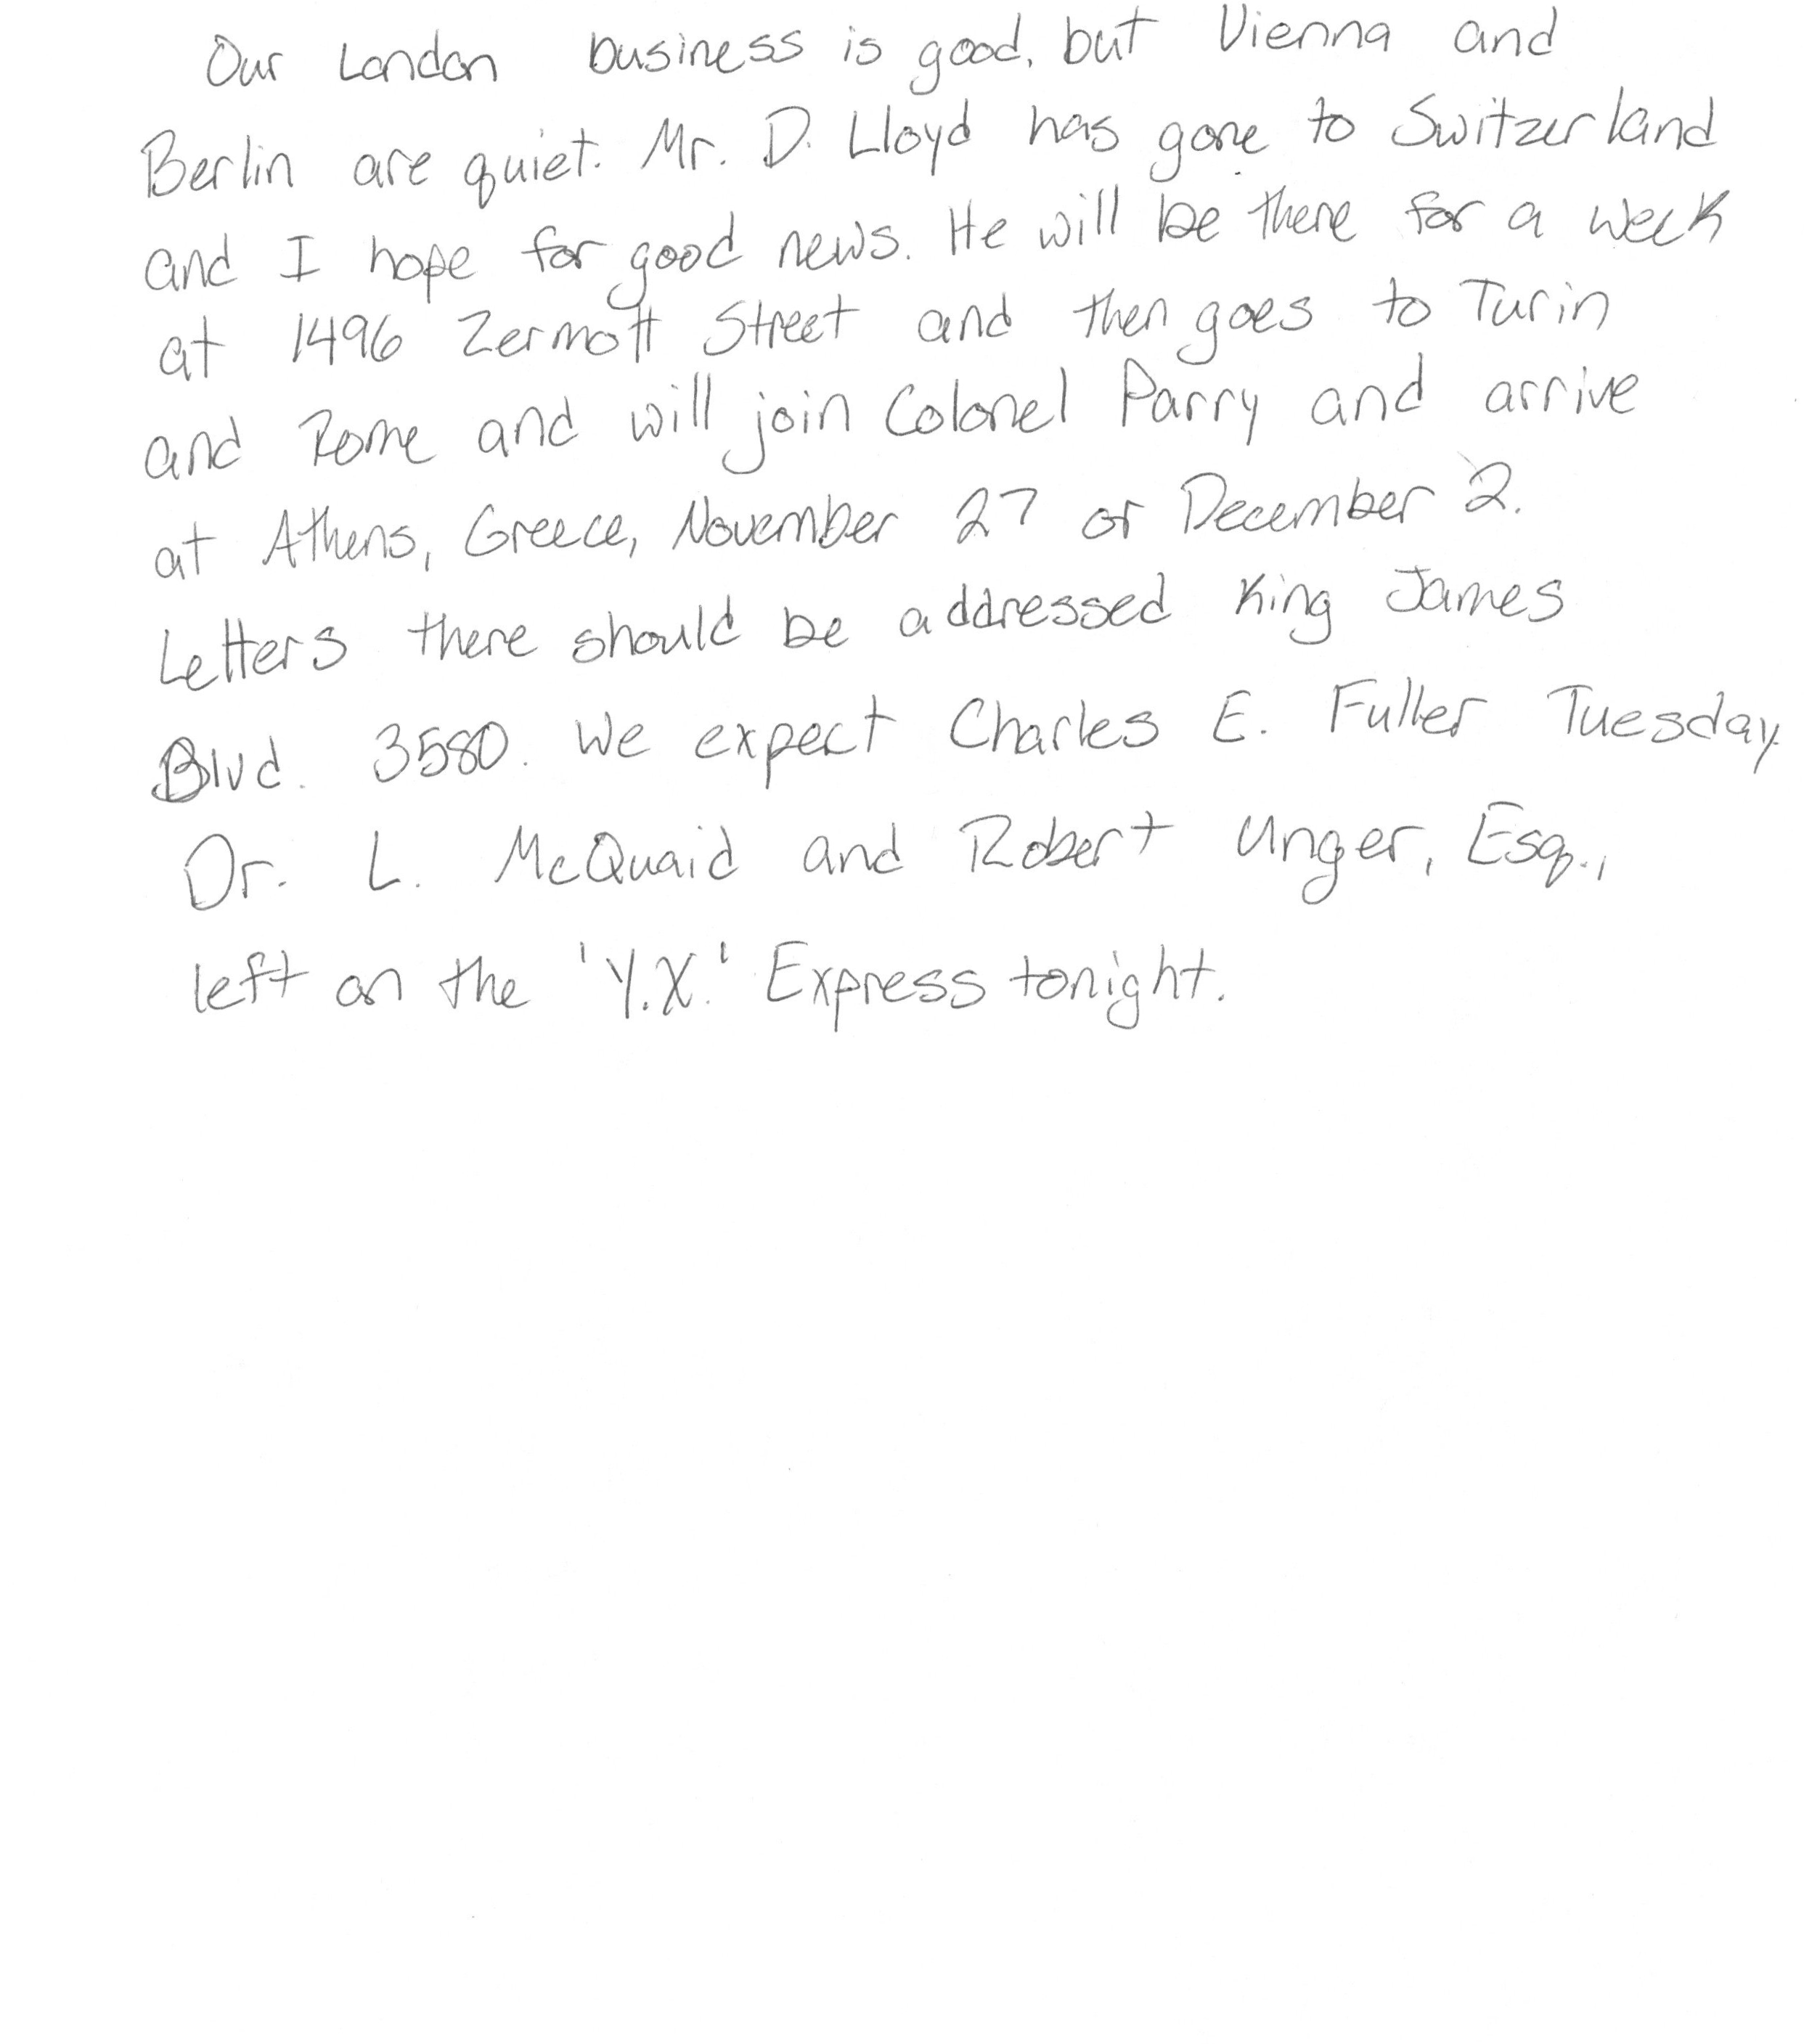 Our London business is good, but Vienna and
Berlin are quiet. Mr. D. Lloyd has gone to Switzerland
and I hope for good news. He will be there for a week
at 1496 Zermott Street and then goes to Turin
and Rome and will join Colonel Parry and arrive
at Athens, Greece, November 27 or December 2.
Letters there should be addressed King James
Blvd. 3580. We expect Charles E. Fuller Tuesday.
Dr. L. McQuaid and Robert Unger, Esq.,
left on the 'Y.X.' Express tonight.